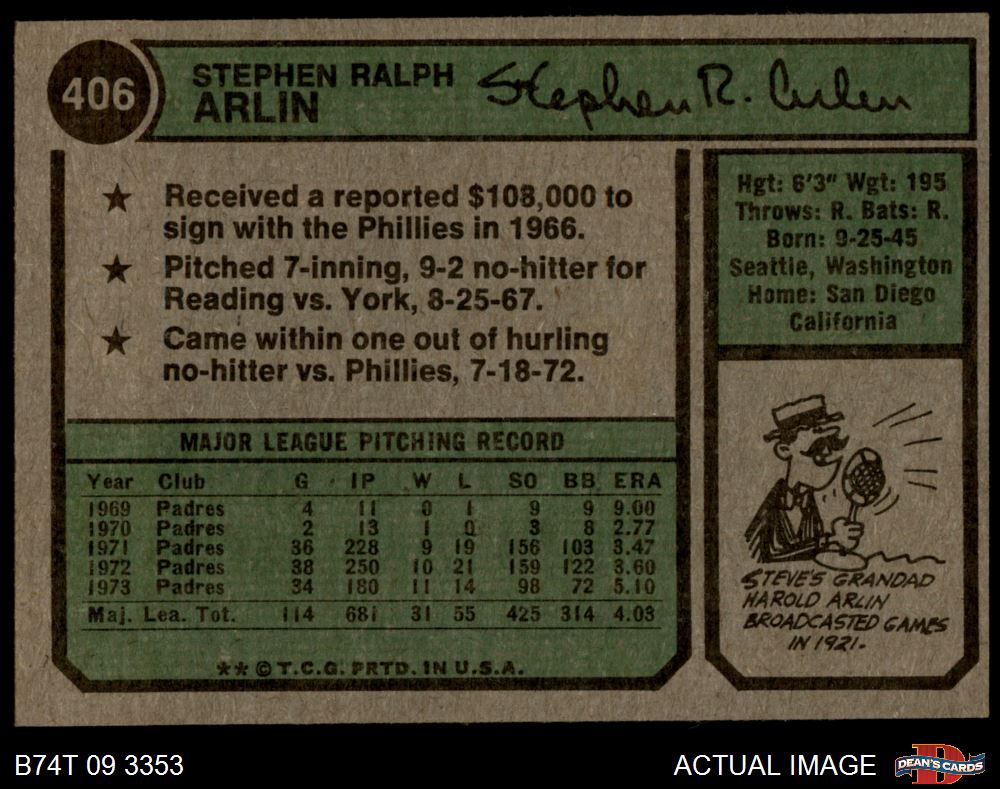 406
STEPHEN RALPH
ARLIN
Stephen R. Arlin
★ Received a reported $108,000 to
sign with the Phillies in 1966.
★ Pitched 7-inning, 9-2 no-hitter for
Reading vs. York, 8-25-67.
★ Came within one out of hurling
no-hitter vs. Phillies, 7-18-72.
Hgt: 6'3" Wgt: 195
Throws: R. Bats: R.
Born: 9-25-45
Seattle, Washington
Home: San Diego
California
MAJOR LEAGUE PITCHING RECORD
Year Club G IP W L SO BB ERA
1969 Padres 4 11 0 1 9 9 9.00
1970 Padres 2 13 1 0 3 8 2.77
1971 Padres 36 228 9 19 156 103 3.47
1972 Padres 38 250 10 21 159 122 3.60
1973 Padres 34 180 11 14 98 72 5.10
Maj. Lea. Tot. 114 681 31 55 425 314 4.03
** © T.C.G. PRTD. IN U.S.A.
STEVE'S GRANDAD
HAROLD ARLIN
BROADCASTED GAMES
IN 1921.
B74T 09 3353
ACTUAL IMAGE
DEAN'S CARDS